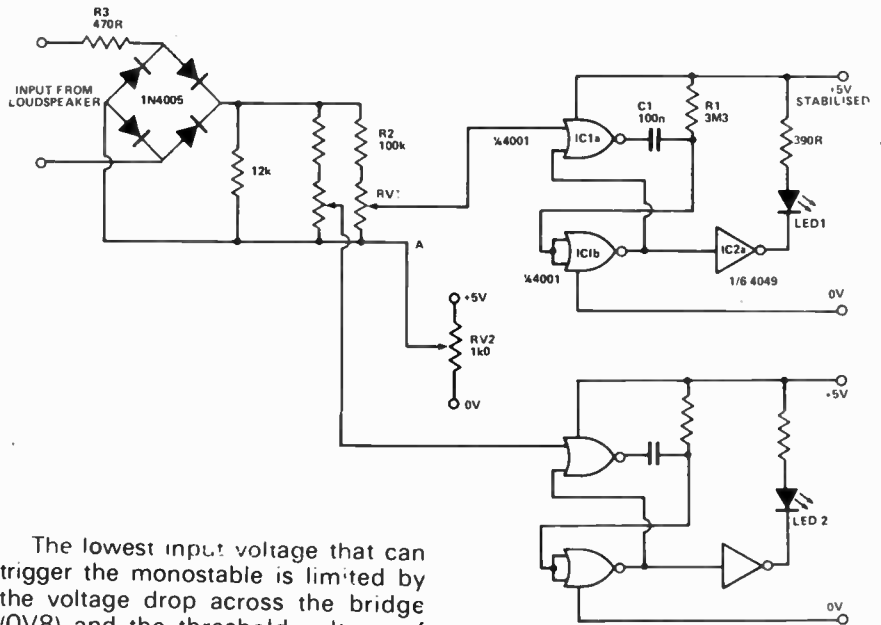 R3
470R
INPUT FROM
LOUDSPEAKER
1N4005
12k
R2
100k
A
+5V
RV2
1k0
0V
¼4001
IC1a
C1
100n
R1
3M3
+5V
STABILISED
390R
LED1
IC1b
¼4001
IC2a
1/6 4049
0V
+5V
LED 2
0V
The lowest input voltage that can
trigger the monostable is limited by
the voltage drop across the bridge
(0V8) and the threshold voltage of